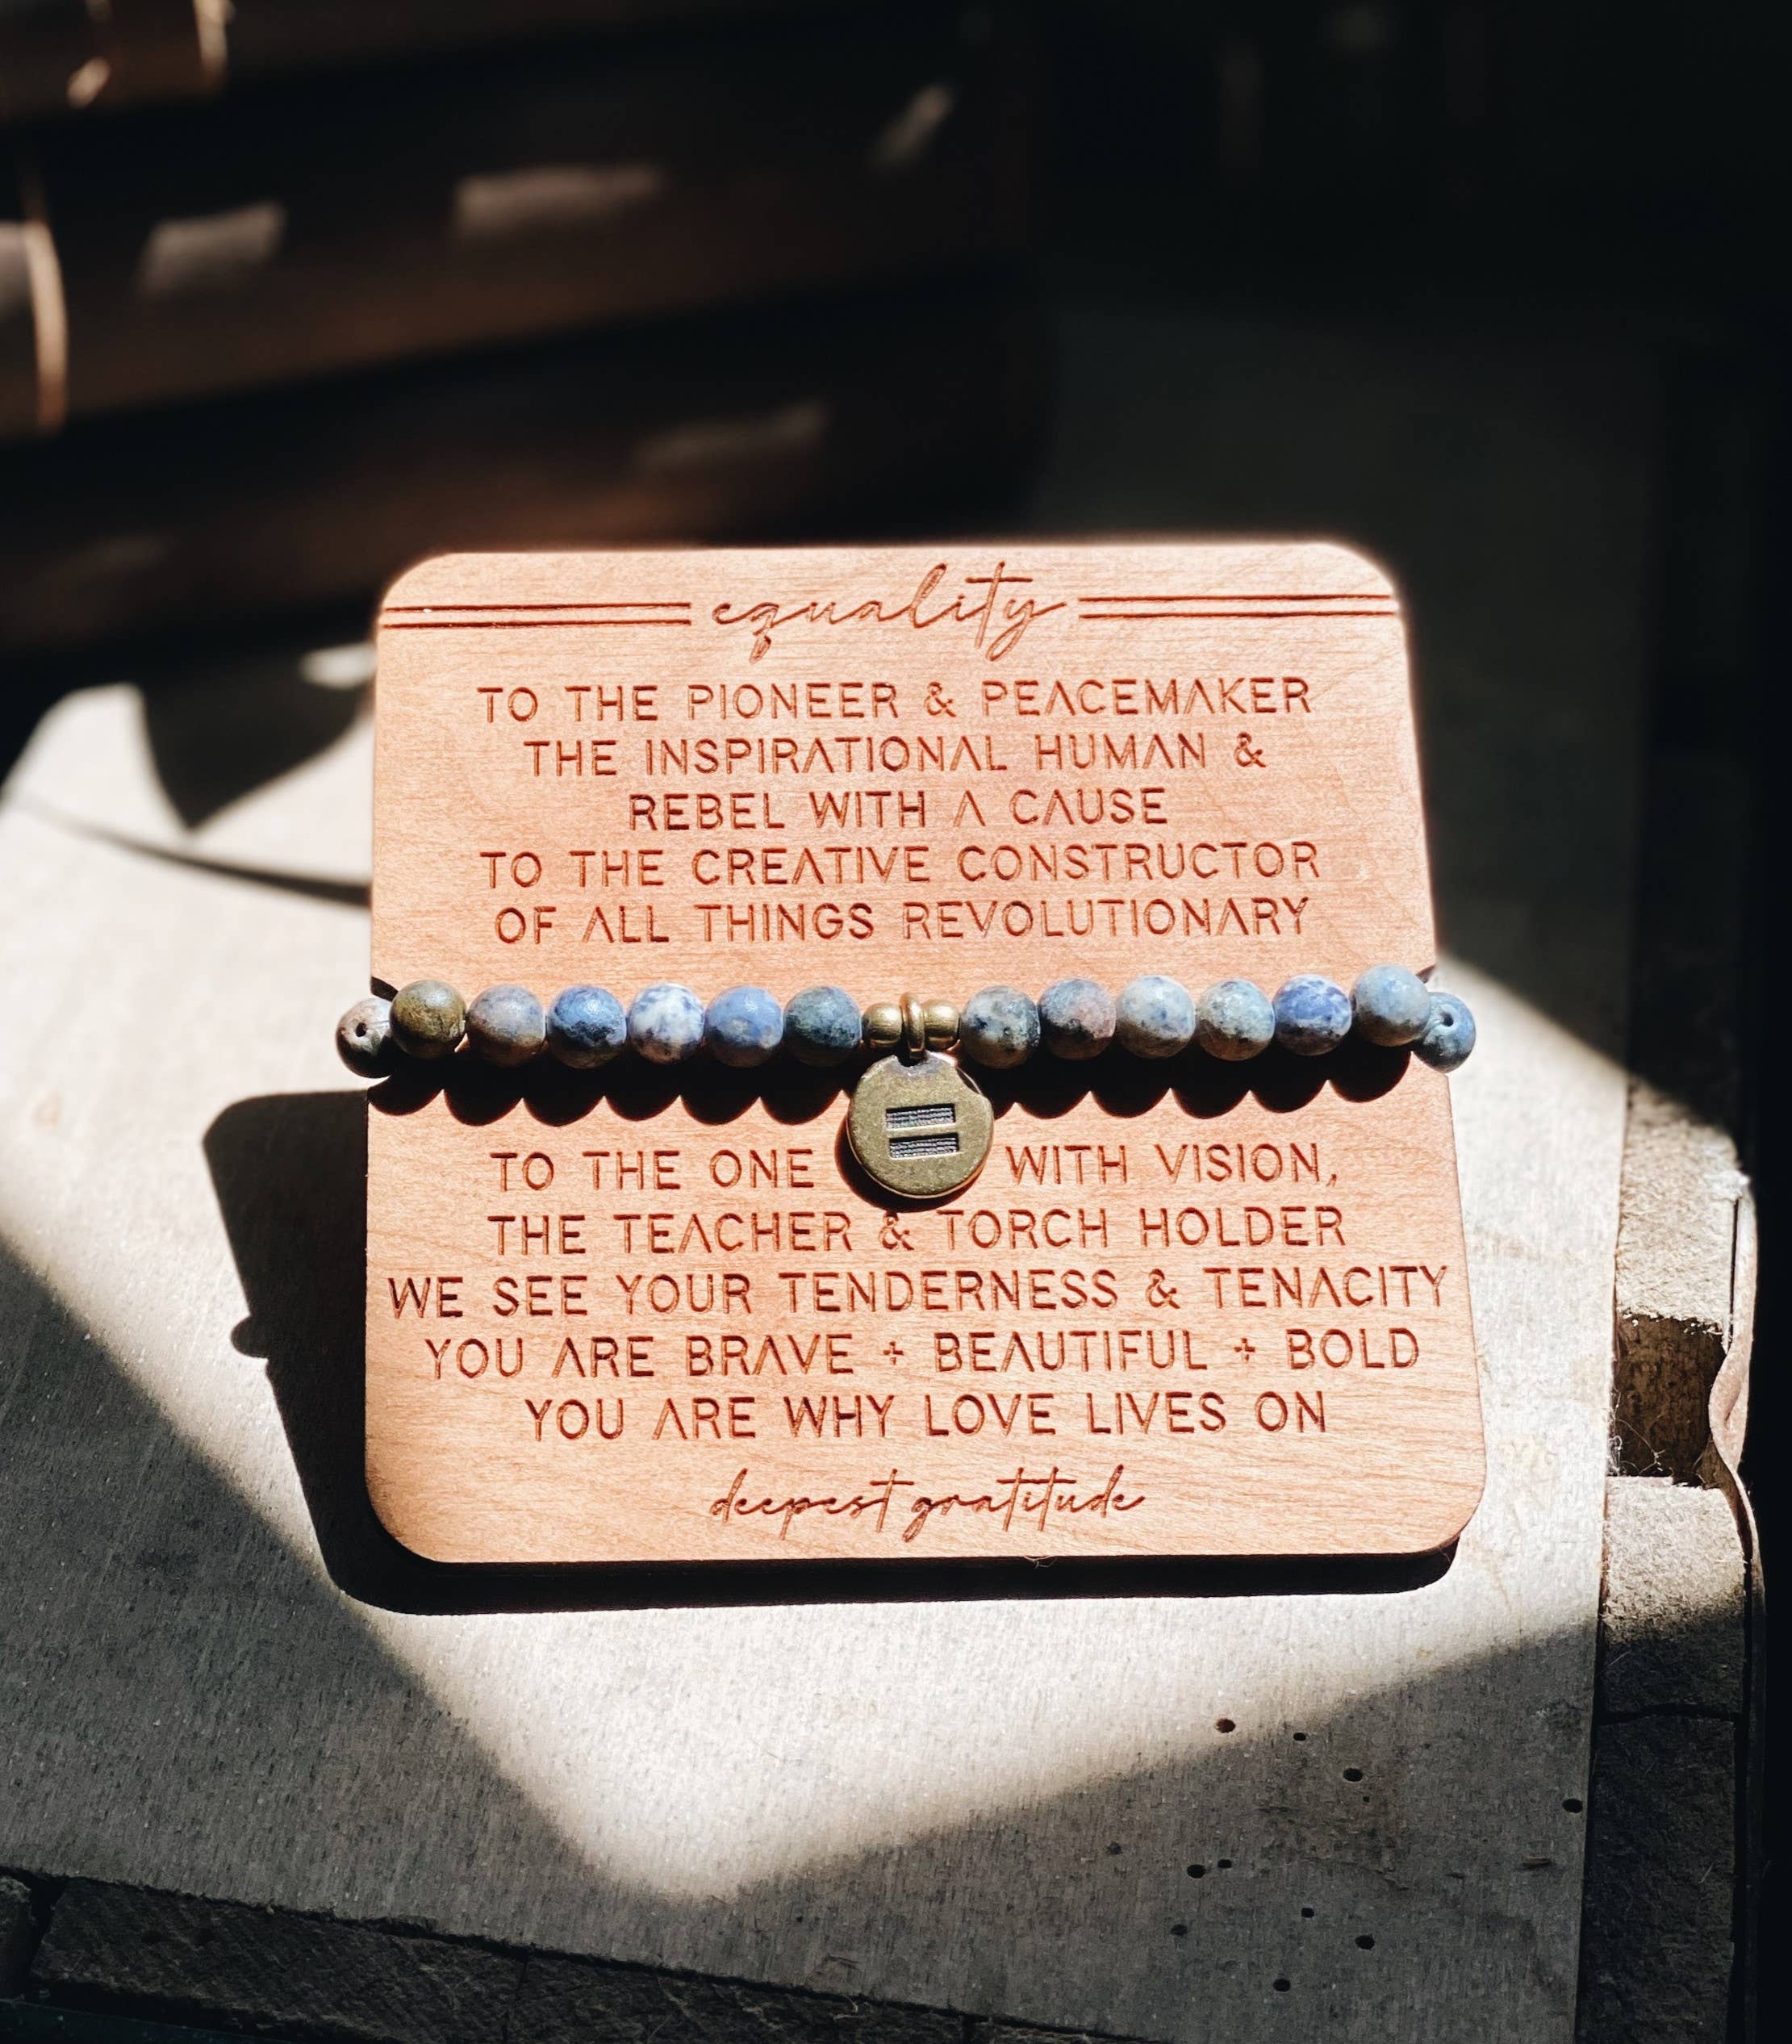 equality
TO THE PIONEER & PEACEMAKER
THE INSPIRATIONAL HUMAN &
REBEL WITH A CAUSE
TO THE CREATIVE CONSTRUCTOR
OF ALL THINGS REVOLUTIONARY
=
TO THE ONE WITH VISION,
THE TEACHER & TORCH HOLDER
WE SEE YOUR TENDERNESS & TENACITY
YOU ARE BRAVE + BEAUTIFUL + BOLD
YOU ARE WHY LOVE LIVES ON
deepest gratitude